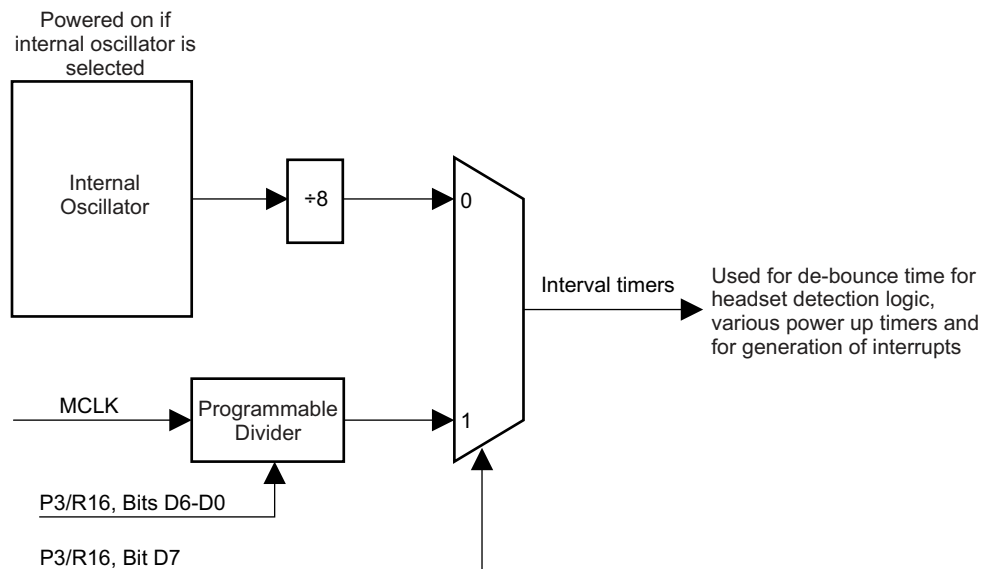 Powered on if
internal oscillator is
selected
Internal
Oscillator
÷8
0
Interval timers
Used for de-bounce time for
headset detection logic,
various power up timers and
for generation of interrupts
MCLK
Programmable
Divider
1
P3/R16, Bits D6-D0
P3/R16, Bit D7